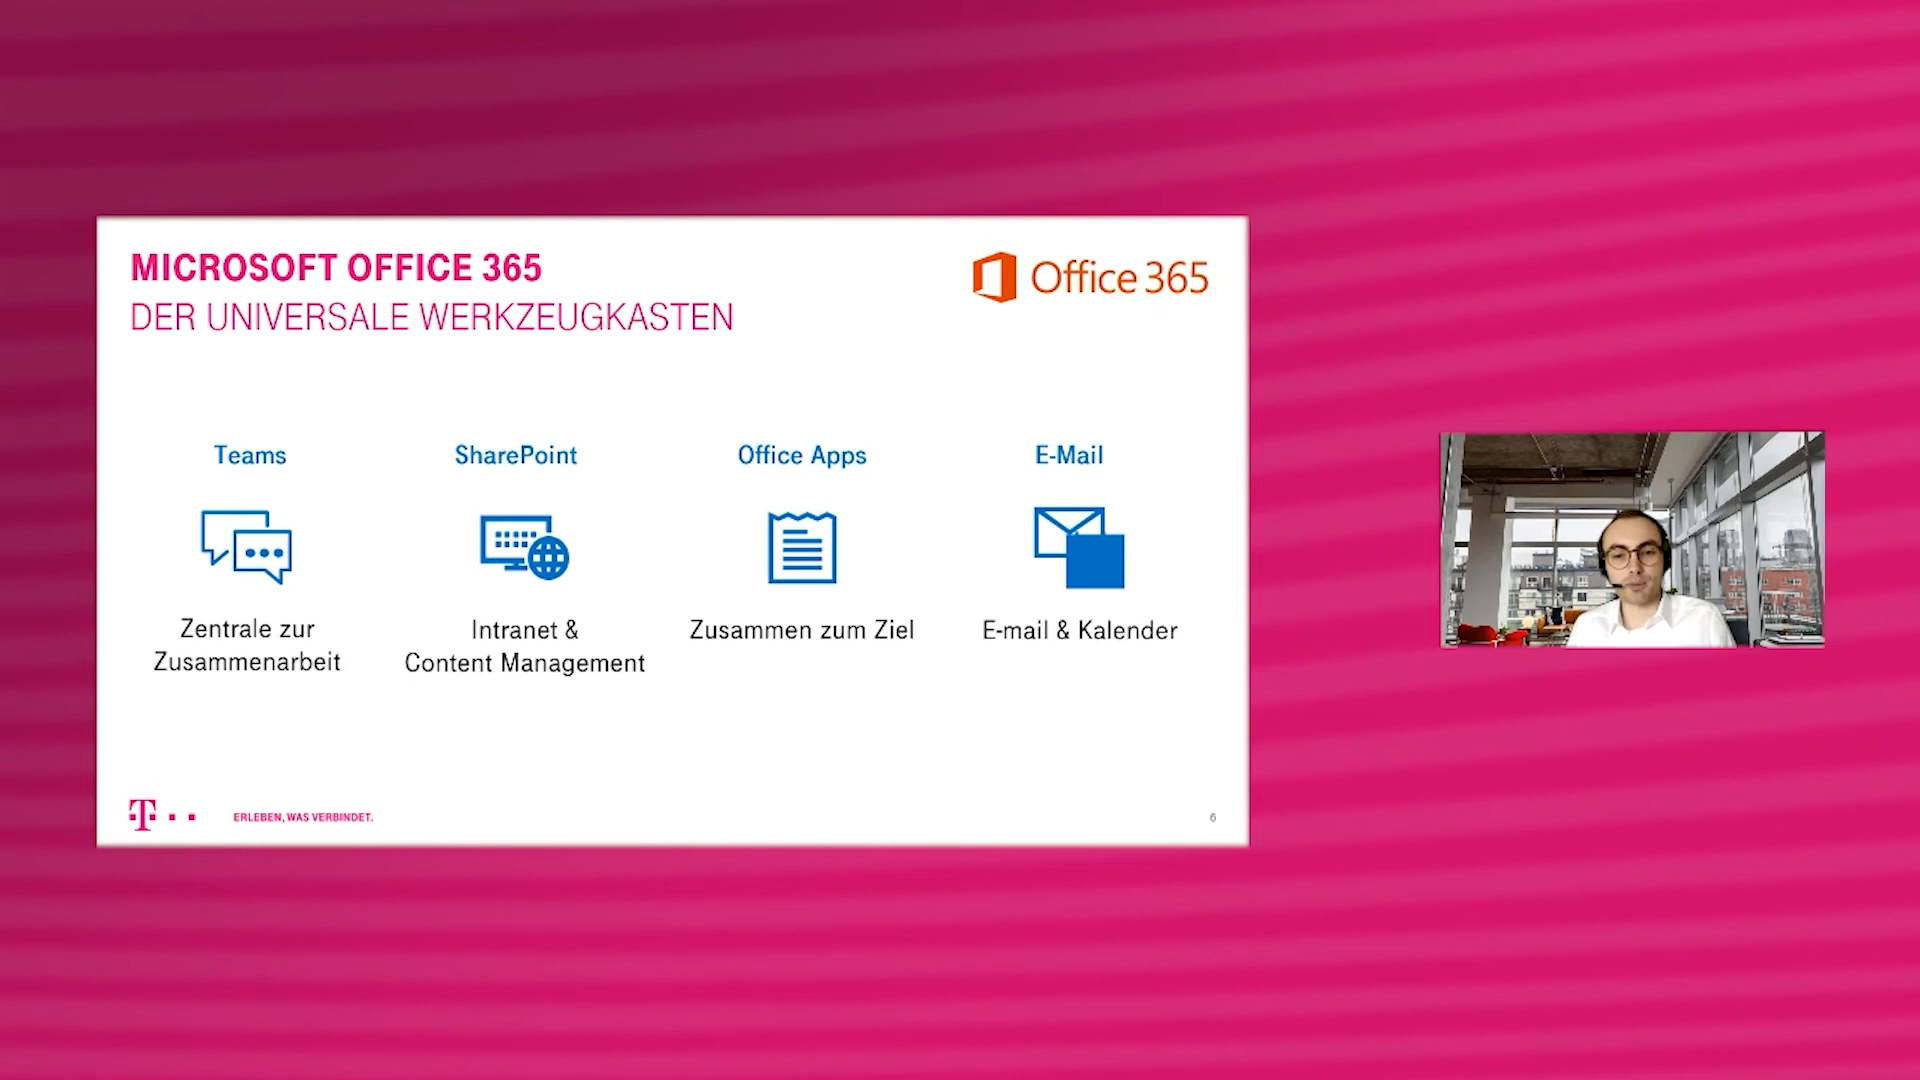 MICROSOFT OFFICE 365
DER UNIVERSALE WERKZEUGKASTEN
Office 365
Teams
SharePoint
Office Apps
E-Mail
Zentrale zur
Zusammenarbeit
Intranet &
Content Management
Zusammen zum Ziel
E-mail & Kalender
T
ERLEBEN, WAS VERBINDET.
6